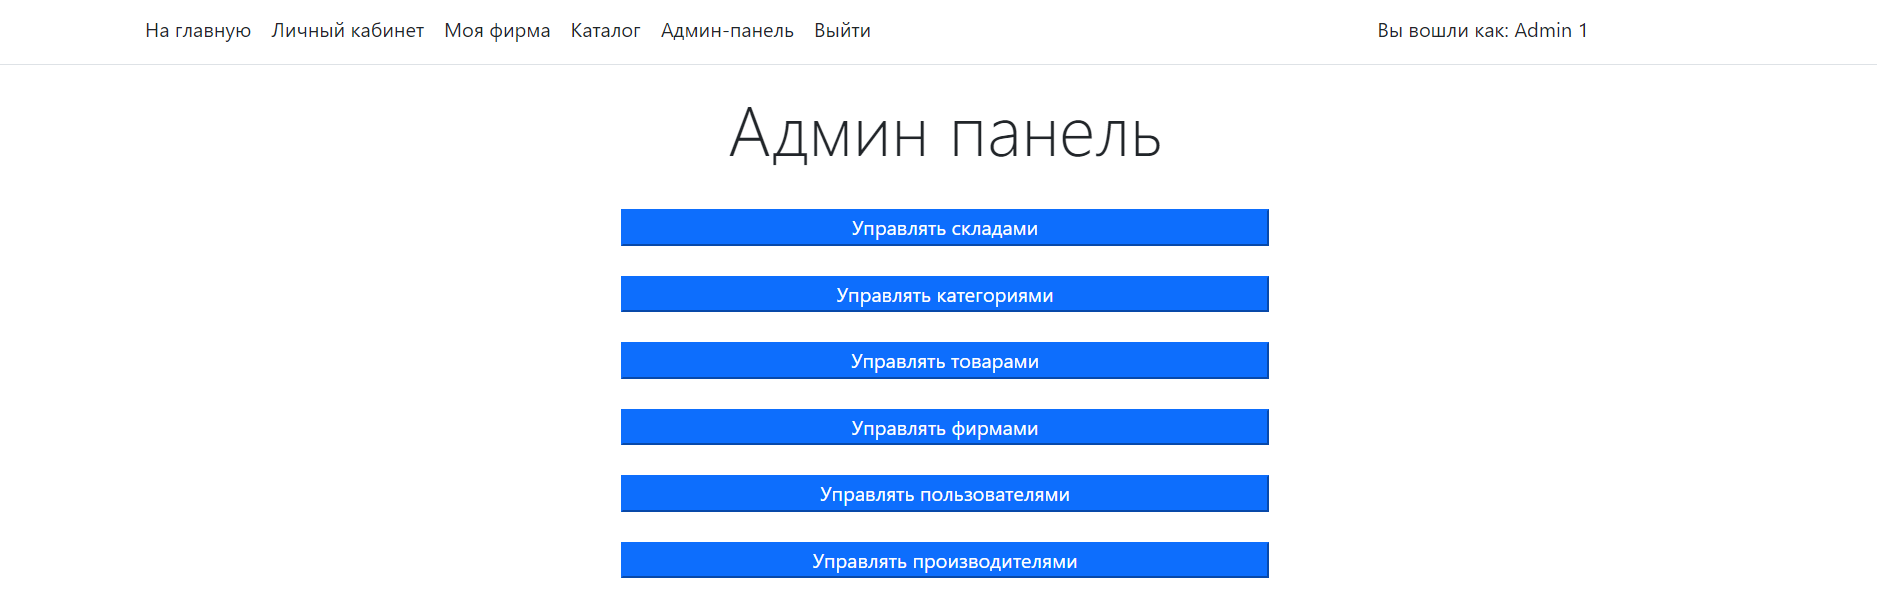 На главную Личный кабинет Моя фирма Каталог Админ-панель Выйти Вы вошли как: Admin 1
Админ панель
Управлять складами
Управлять категориями
Управлять товарами
Управлять фирмами
Управлять пользователями
Управлять производителями